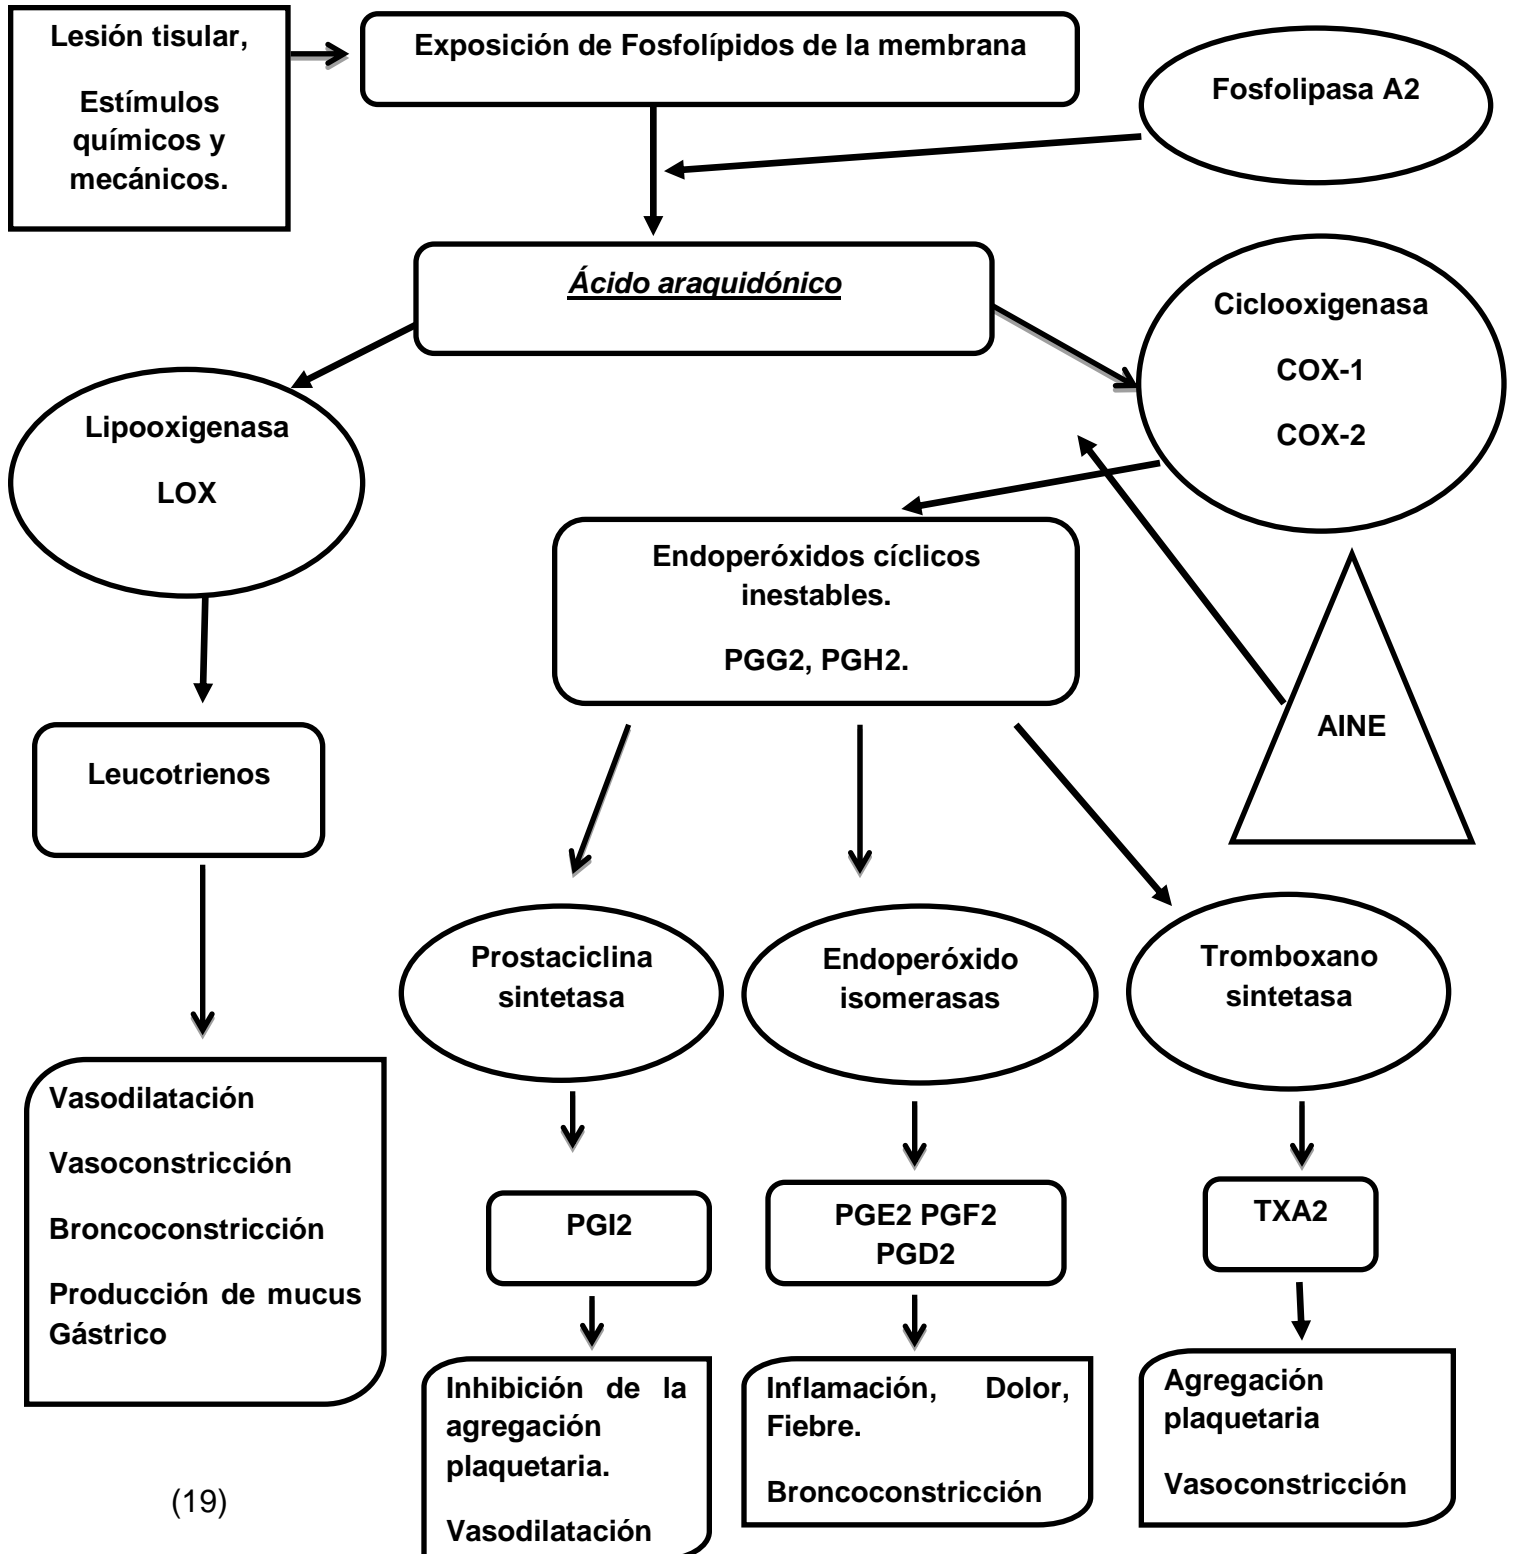 Lesión tisular,
Estímulos
químicos y
mecánicos.
Exposición de Fosfolípidos de la membrana
Fosfolipasa A2
Ácido araquidónico
Ciclooxigenasa
COX-1
COX-2
Lipooxigenasa
LOX
Endoperóxidos cíclicos
inestables.
PGG2, PGH2.
AINE
Leucotrienos
Prostaciclina
sintetasa
Endoperóxido
isomerasas
Tromboxano
sintetasa
Vasodilatación
Vasoconstricción
Broncoconstricción
Producción de mucus
Gástrico
PGI2
PGE2 PGF2
PGD2
TXA2
Inhibición de la
agregación
plaquetaria.
Vasodilatación
Inflamación, Dolor,
Fiebre.
Broncoconstricción
Agregación
plaquetaria
Vasoconstricción
(19)